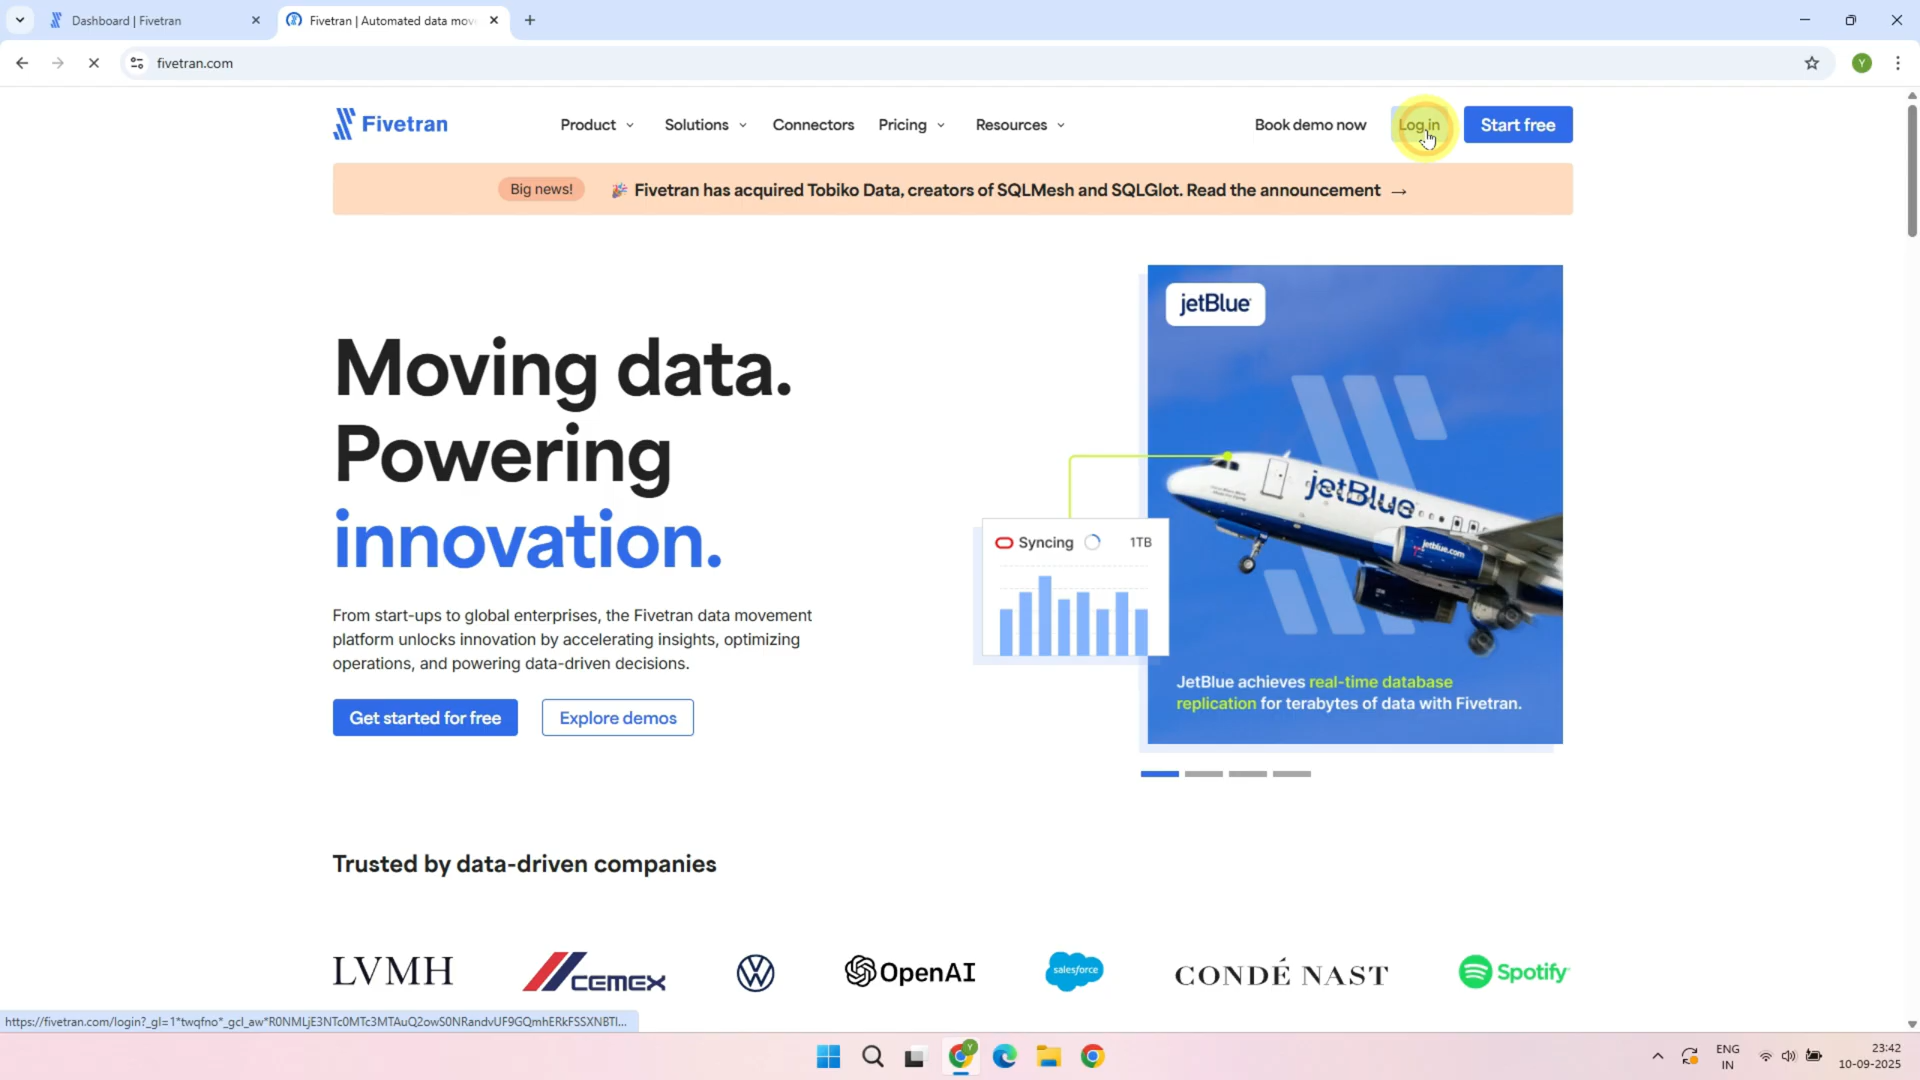 Dashboard | Fivetran
Fivetran | Automated data mov
fivetran.com
Y
Fivetran
Product
Solutions
Connectors
Pricing
Resources
Book demo now
Log in
Start free
Big news!
🎉 Fivetran has acquired Tobiko Data, creators of SQLMesh and SQLGlot. Read the announcement →
jetBlue
Moving data.
Powering
innovation.
jetBlue
jetblue.com
Syncing
1TB
From start-ups to global enterprises, the Fivetran data movement
platform unlocks innovation by accelerating insights, optimizing
operations, and powering data-driven decisions.
JetBlue achieves real-time database
replication for terabytes of data with Fivetran.
Get started for free
Explore demos
Trusted by data-driven companies
LVMH
CEMEX
OpenAI
salesforce
CONDÉ NAST
Spotify
Y
ENG
IN
23:42
10-09-2025